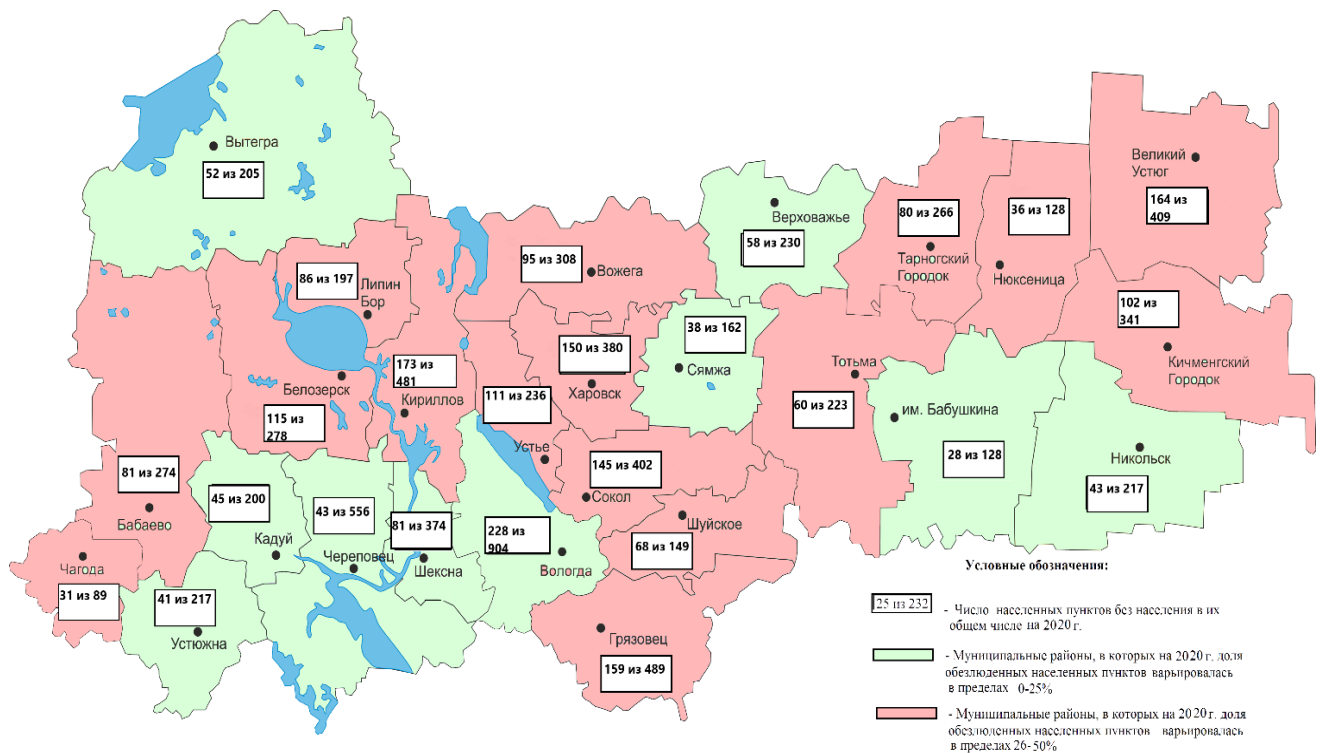 Вытегра
52 из 205
Великий
Устюг
164 из
409
Верховажье
58 из 230
80 из 266
Тарногский
Городок
36 из 128
Нюксеница
95 из 308
Вожега
86 из 197
Липин
Бор
102 из
341
Кичменгский
Городок
38 из 162
Сямжа
150 из 380
Харовск
173 из
481
Кириллов
Белозерск
115 из
278
111 из 236
Устье
Тотьма
60 из 223
им. Бабушкина
28 из 128
Никольск
43 из 217
81 из 274
Бабаево
45 из 200
Кадуй
43 из 556
Череповец
81 из 374
Шексна
228 из
904
Вологда
145 из 402
Сокол
Шуйское
68 из 149
Чагода
31 из 89
41 из 217
Устюжна
Грязовец
159 из 489
Условные обозначения:
25 из 232
- Число населенных пунктов без населения в их
общем числе на 2020 г.
- Муниципальные районы, в которых на 2020 г. доля
обезлюденных населенных пунктов варьировалась
в пределах 0-25%
- Муниципальные районы, в которых на 2020 г. доля
обезлюденных населенных пунктов варьировалась
в пределах 26-50%